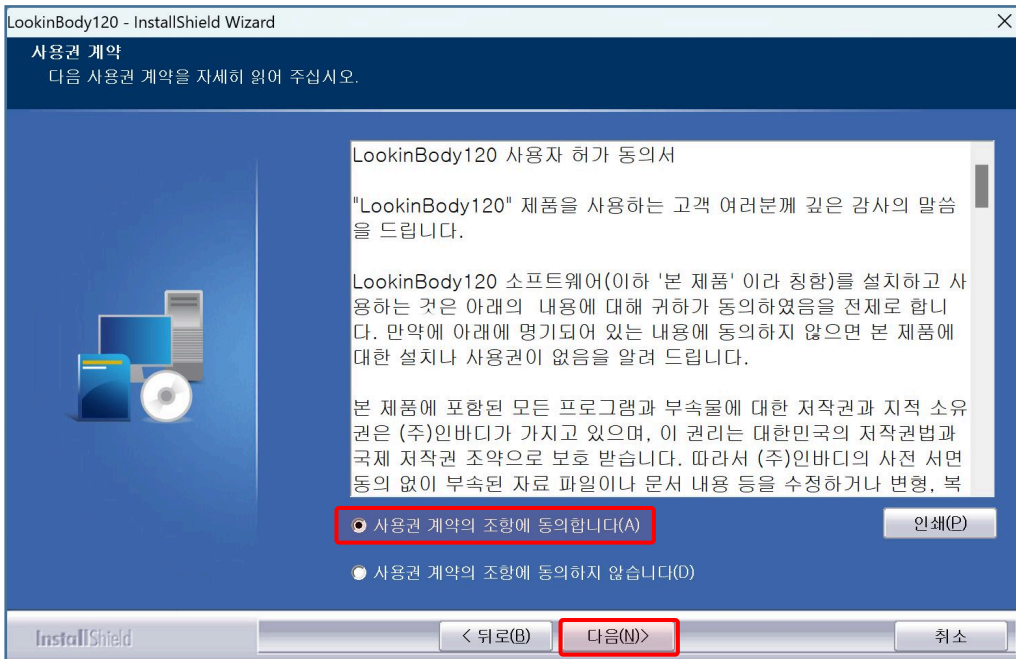 LookinBody120 - InstallShield Wizard
사용권 계약
다음 사용권 계약을 자세히 읽어 주십시오.
LookinBody120 사용자 허가 동의서
"LookinBody120" 제품을 사용하는 고객 여러분께 깊은 감사의 말씀
을 드립니다.
LookinBody120 소프트웨어(이하 '본 제품' 이라 칭함)를 설치하고 사
용하는 것은 아래의 내용에 대해 귀하가 동의하였음을 전제로 합니
다. 만약에 아래에 명기되어 있는 내용에 동의하지 않으면 본 제품에
대한 설치나 사용권이 없음을 알려 드립니다.
본 제품에 포함된 모든 프로그램과 부속물에 대한 저작권과 지적 소유
권은 (주)인바디가 가지고 있으며, 이 권리는 대한민국의 저작권법과
국제 저작권 조약으로 보호 받습니다. 따라서 (주)인바디의 사전 서면
동의 없이 부속된 자료 파일이나 문서 내용 등을 수정하거나 변형, 복
사용권 계약의 조항에 동의합니다(A)
인쇄(P)
사용권 계약의 조항에 동의하지 않습니다(D)
InstallShield
< 뒤로(B)
다음(N)>
취소